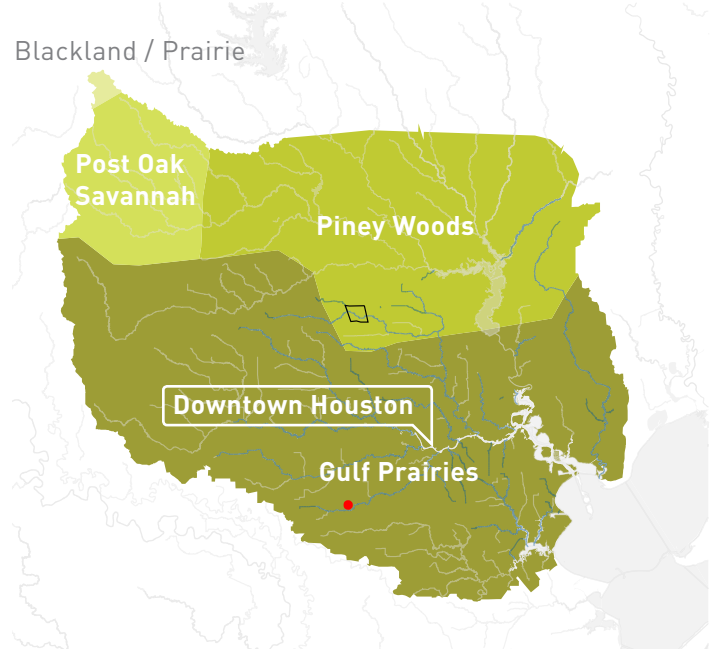 Blackland / Prairie
Post Oak
Savannah
Piney Woods
Downtown Houston
Gulf Prairies